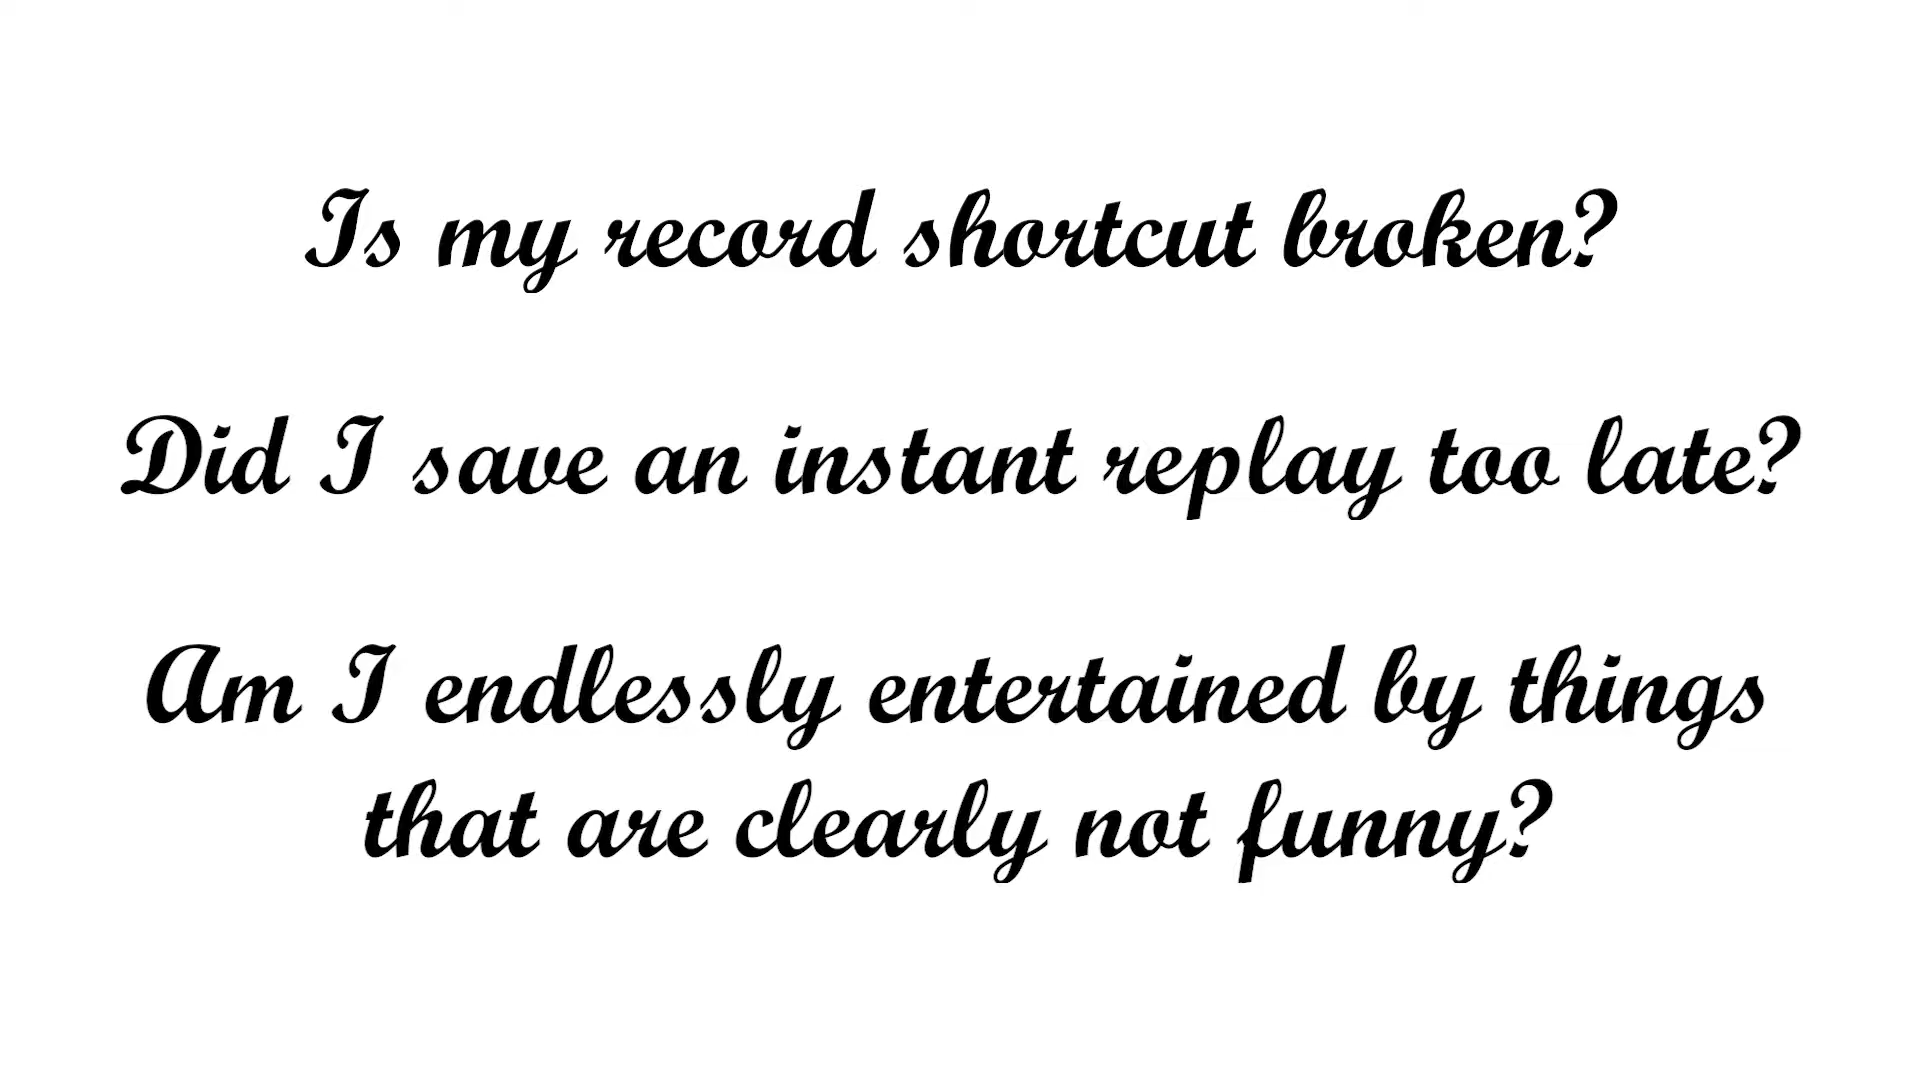 Is my record shortcut broken?
Did I save an instant replay too late?
Am I endlessly entertained by things
that are clearly not funny?